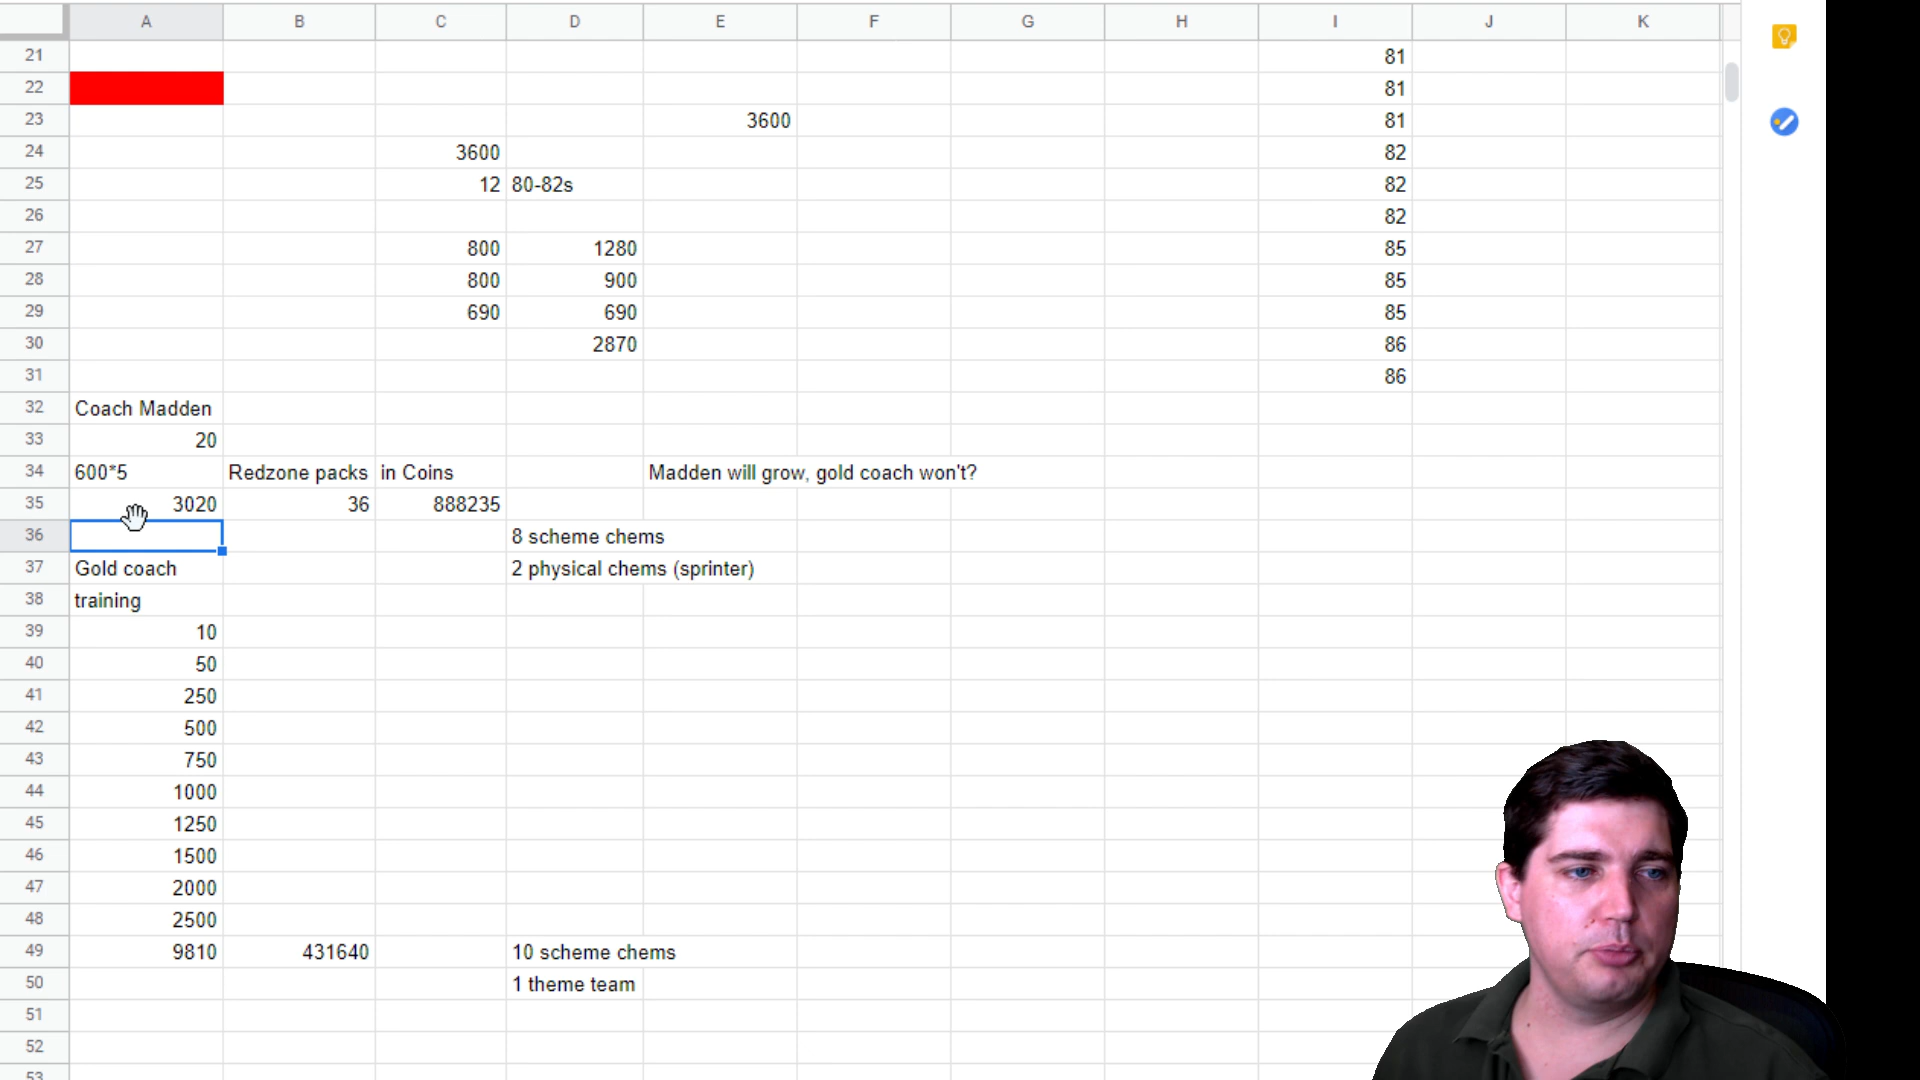 A B C D E F G H I J K
21 81
22 81
23 3600 81
24 3600 82
25 12 80-82s 82
26 82
27 800 1280 85
28 800 900 85
29 690 690 85
30 2870 86
31 86
32 Coach Madden
33 20
34 600*5 Redzone packs in Coins Madden will grow, gold coach won't?
35 3020 36 888235
36 8 scheme chems
37 Gold coach 2 physical chems (sprinter)
38 training
39 10
40 50
41 250
42 500
43 750
44 1000
45 1250
46 1500
47 2000
48 2500
49 9810 431640 10 scheme chems
50 1 theme team
51
52
53